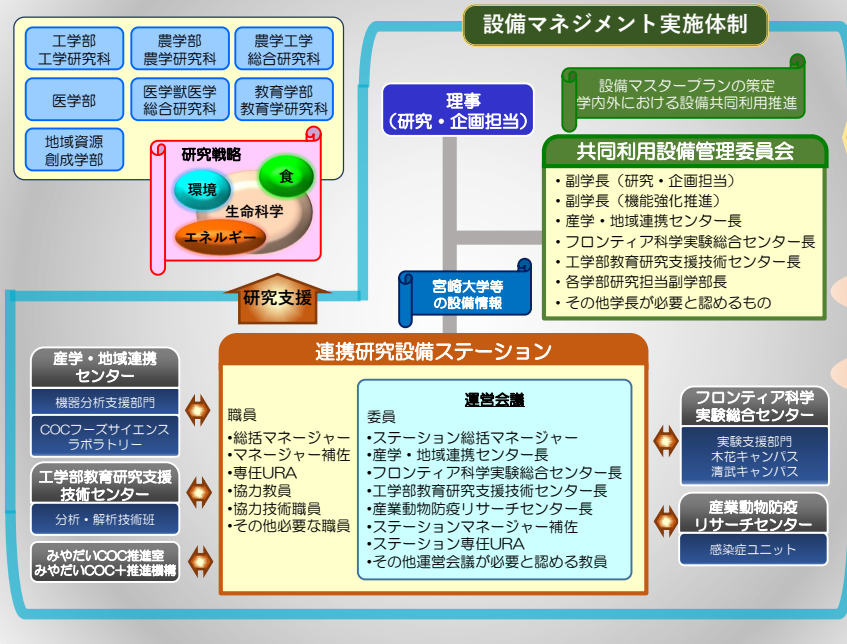 設備マネジメント実施体制
工学部
工学研究科
農学部
農学研究科
農学工学
総合研究科
医学部
医学獣医学
総合研究科
教育学部
教育学研究科
地域資源
創成学部
研究戦略
環境
食
生命科学
エネルギー
研究支援
理事
（研究・企画担当）
設備マスタープランの策定
学内外における設備共同利用推進
共同利用設備管理委員会
・副学長（研究・企画担当）
・副学長（機能強化推進）
・産学・地域連携センター長
・フロンティア科学実験総合センター長
・工学部教育研究支援技術センター長
・各学部研究担当副学部長
・その他学長が必要と認めるもの
宮崎大学等
の設備情報
連携研究設備ステーション
職員
•総括マネージャー
•マネージャー補佐
•専任URA
•協力教員
•協力技術職員
•その他必要な職員
運営会議
委員
•ステーション総括マネージャー
•産学・地域連携センター長
•フロンティア科学実験総合センター長
•工学部教育研究支援技術センター長
•産業動物防疫リサーチセンター長
•ステーションマネージャー補佐
•ステーション専任URA
•その他運営会議が必要と認める教員
産学・地域連携
センター
機器分析支援部門
COCフーズサイエンス
ラボラトリー
工学部教育研究支援
技術センター
分析・解析技術班
みやだいCOC推進室
みやだいCOC＋推進機構
フロンティア科学
実験総合センター
実験支援部門
木花キャンパス
清武キャンパス
産業動物防疫
リサーチセンター
感染症ユニット